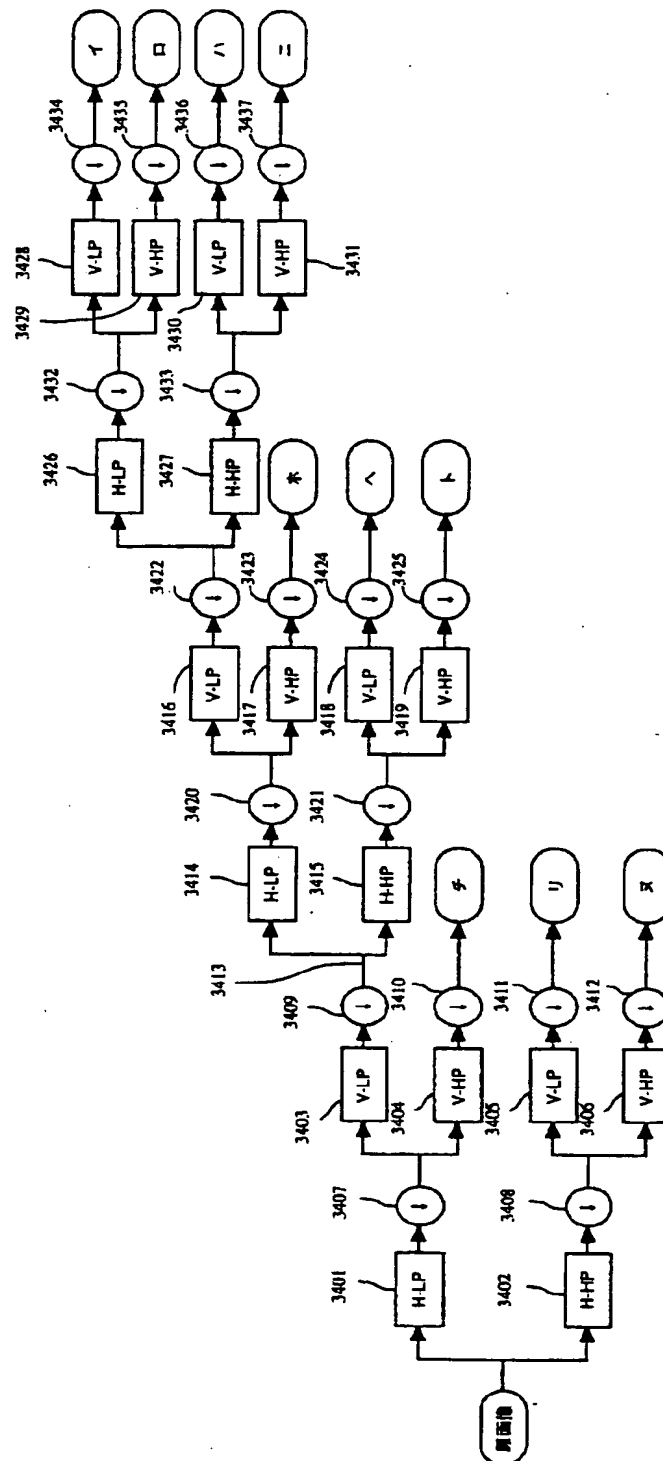 原画像
3401
H-LP
3402
H-HP
3407
3408
3403
V-LP
3404
V-HP
3405
V-LP
3406
V-HP
3409
3410
3411
3412
チ
リ
ヌ
3413
3414
H-LP
3415
H-HP
3420
3421
3416
V-LP
3417
V-HP
3418
V-LP
3419
V-HP
3422
3423
3424
3425
ホ
ヘ
ト
3426
H-LP
3427
H-HP
3432
3433
3428
V-LP
3429
V-HP
3430
V-LP
3431
V-HP
3434
3435
3436
3437
イ
ロ
ハ
ニ